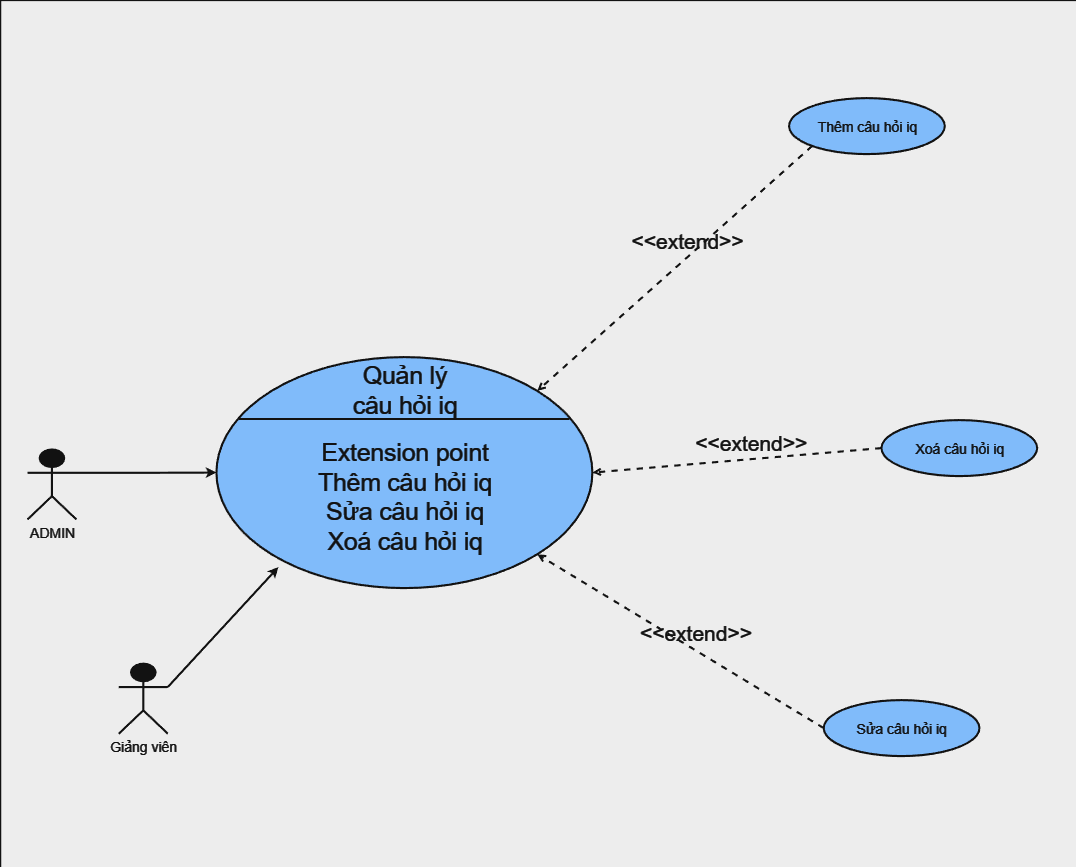 Thêm câu hỏi iq
<<extend>>
Quản lý
câu hỏi iq
Extension point
Thêm câu hỏi iq
Sửa câu hỏi iq
Xoá câu hỏi iq
<<extend>>
Xoá câu hỏi iq
ADMIN
<<extend>>
Sửa câu hỏi iq
Giảng viên